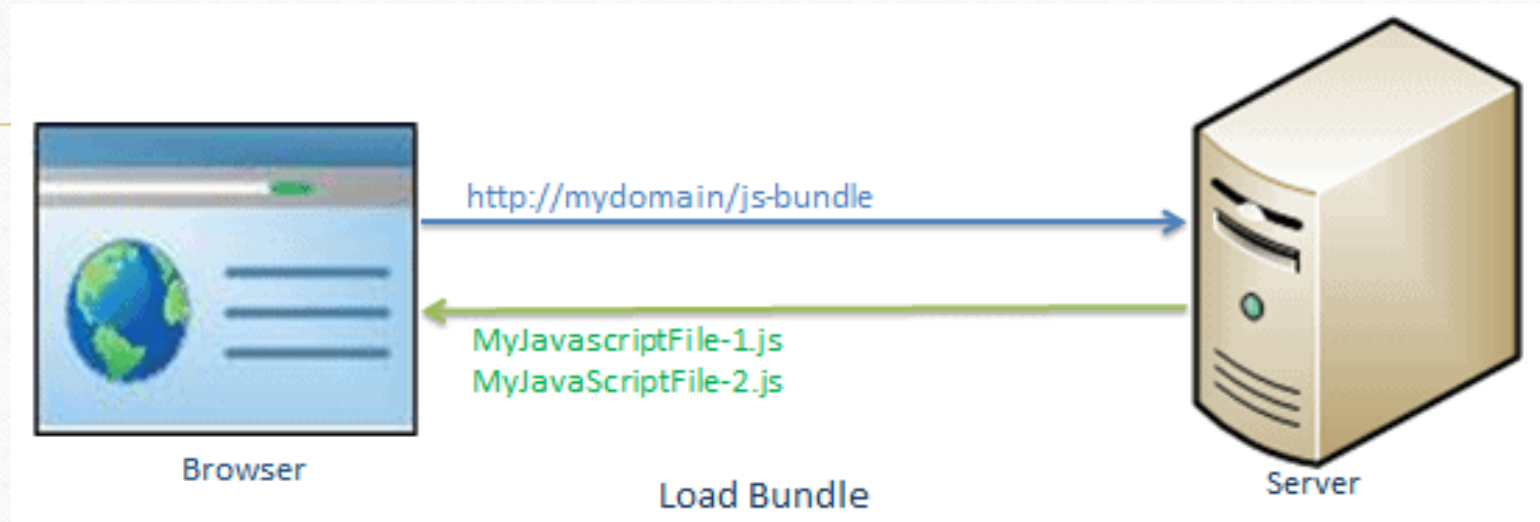 http://mydomain/js-bundle
MyJavascriptFile-1.js
MyJavaScriptFile-2.js
Browser
Load Bundle
Server